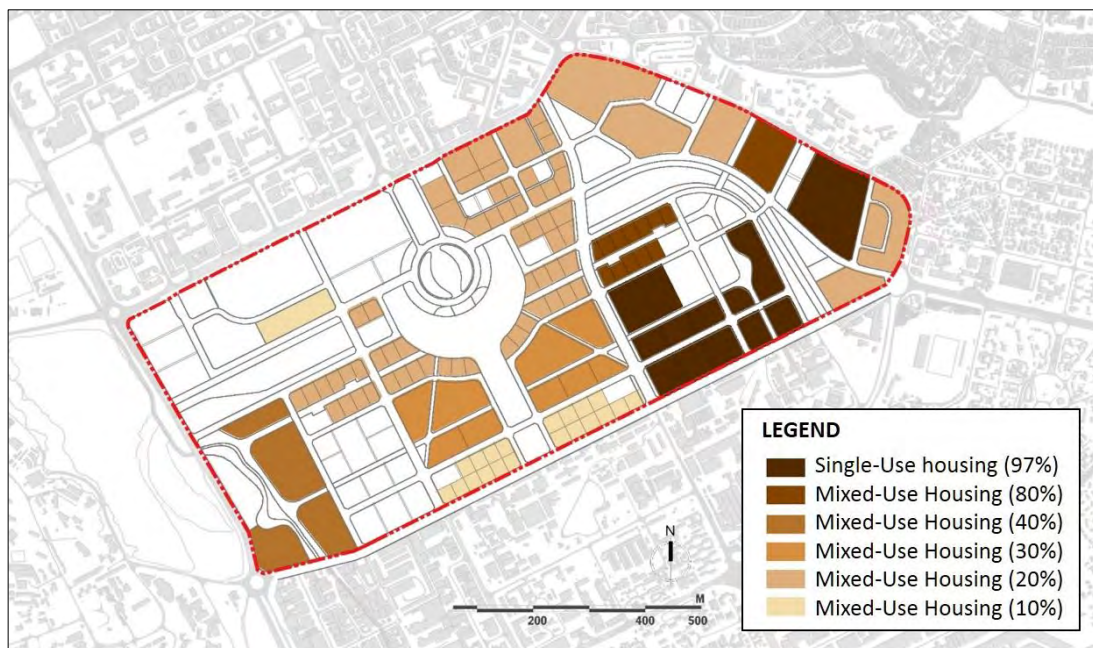 LEGEND
Single-Use housing (97%)
Mixed-Use Housing (80%)
Mixed-Use Housing (40%)
Mixed-Use Housing (30%)
Mixed-Use Housing (20%)
Mixed-Use Housing (10%)
N
M
200 400 500